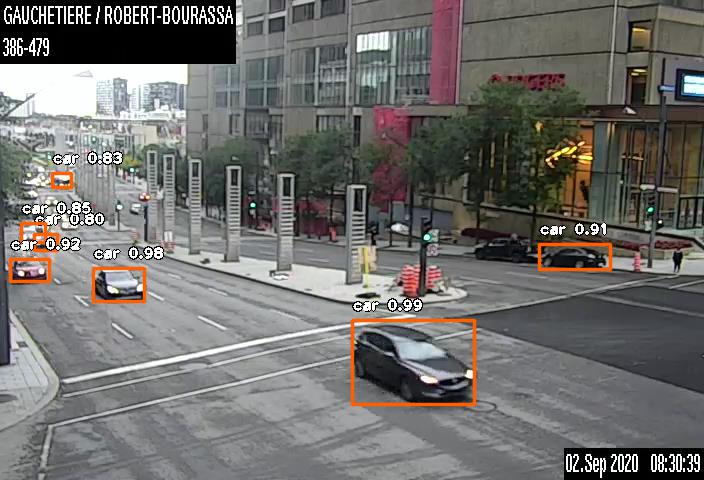 GAUCHETIERE / ROBERT-BOURASSA
386-479
ROGERS
car 0.83
car 0.85
car 0.80
car 0.92
car 0.98
car 0.91
car 0.99
02.Sep 2020 08:30:39